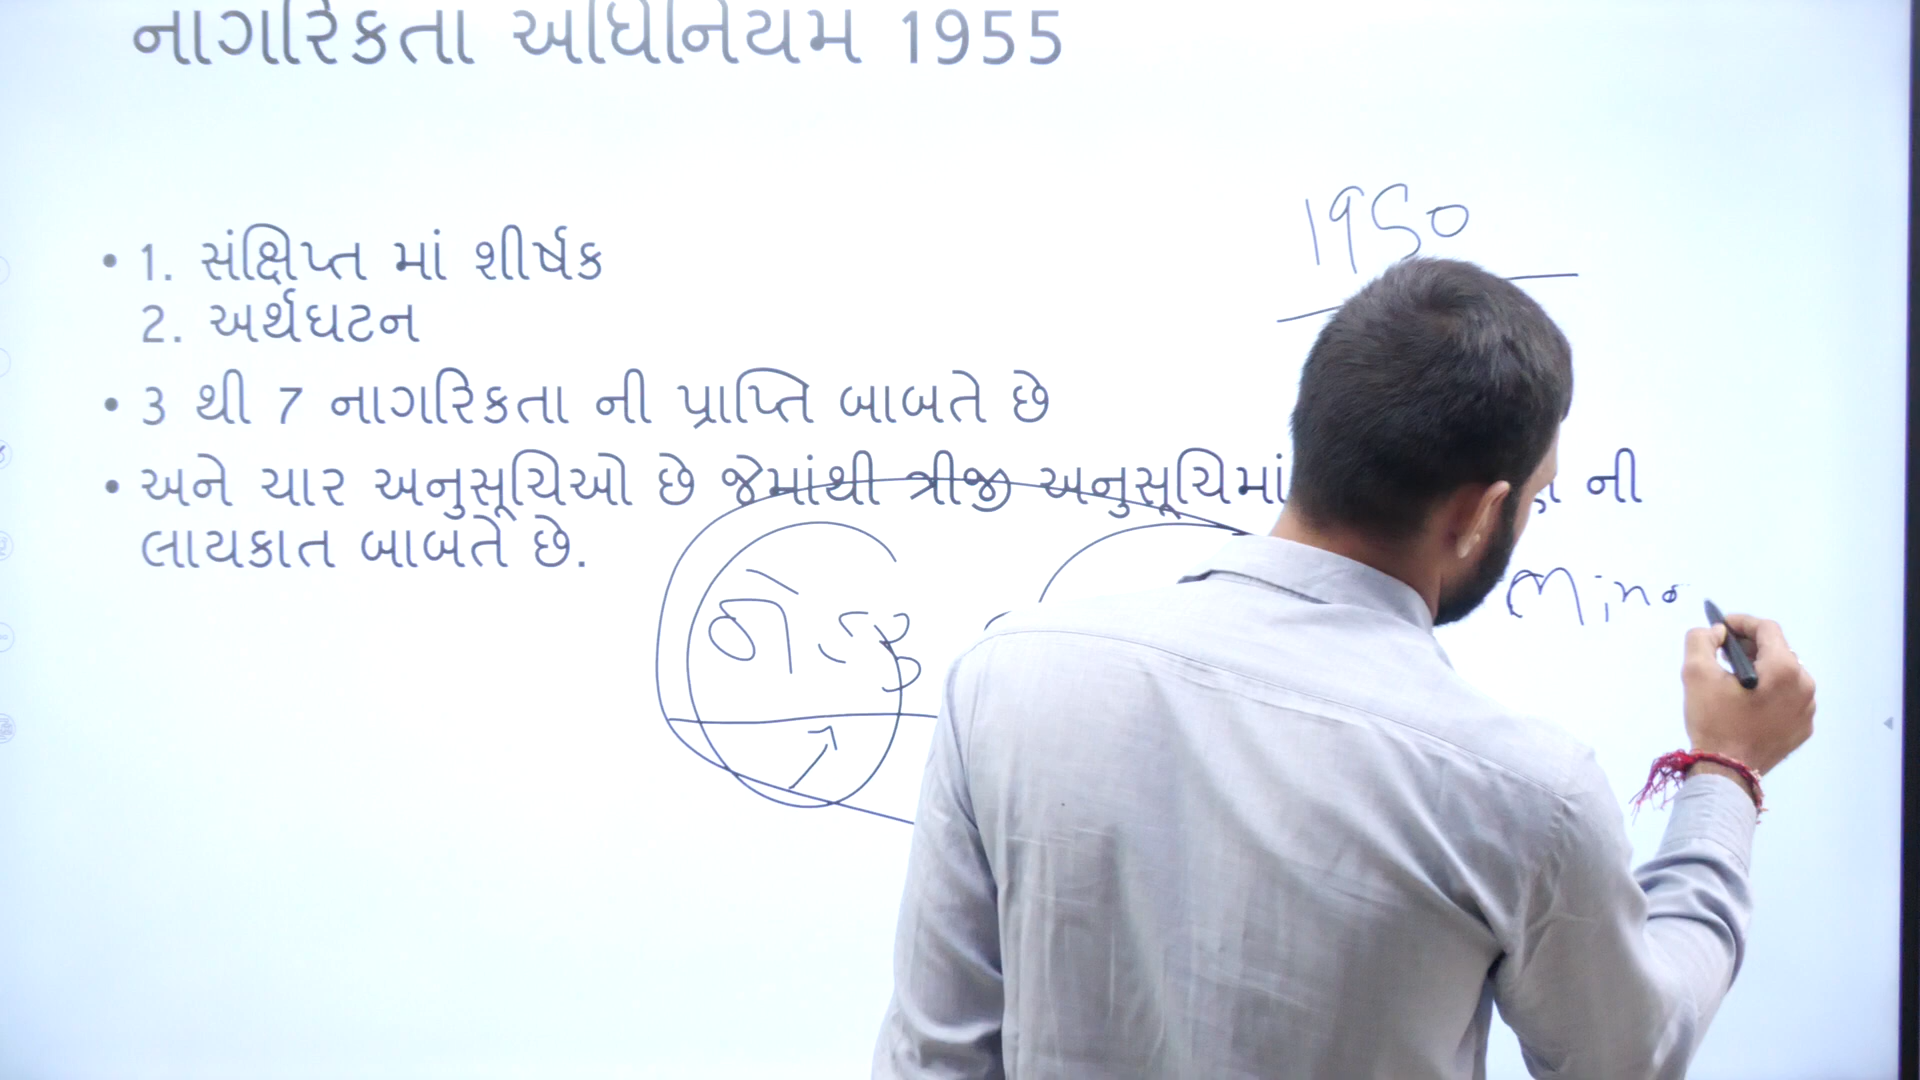 નાગરિકતા અધિનિયમ 1955
1950
• 1. સંક્ષિપ્ત માં શીર્ષક
2. અર્થઘટન
• 3 થી 7 નાગરિકતા ની પ્રાપ્તિ બાબતે છે
• અને ચાર અનુસૂચિઓ છે જેમાંથી ત્રીજી અનુસૂચિમાં ની
લાયકાત બાબતે છે.
Mino